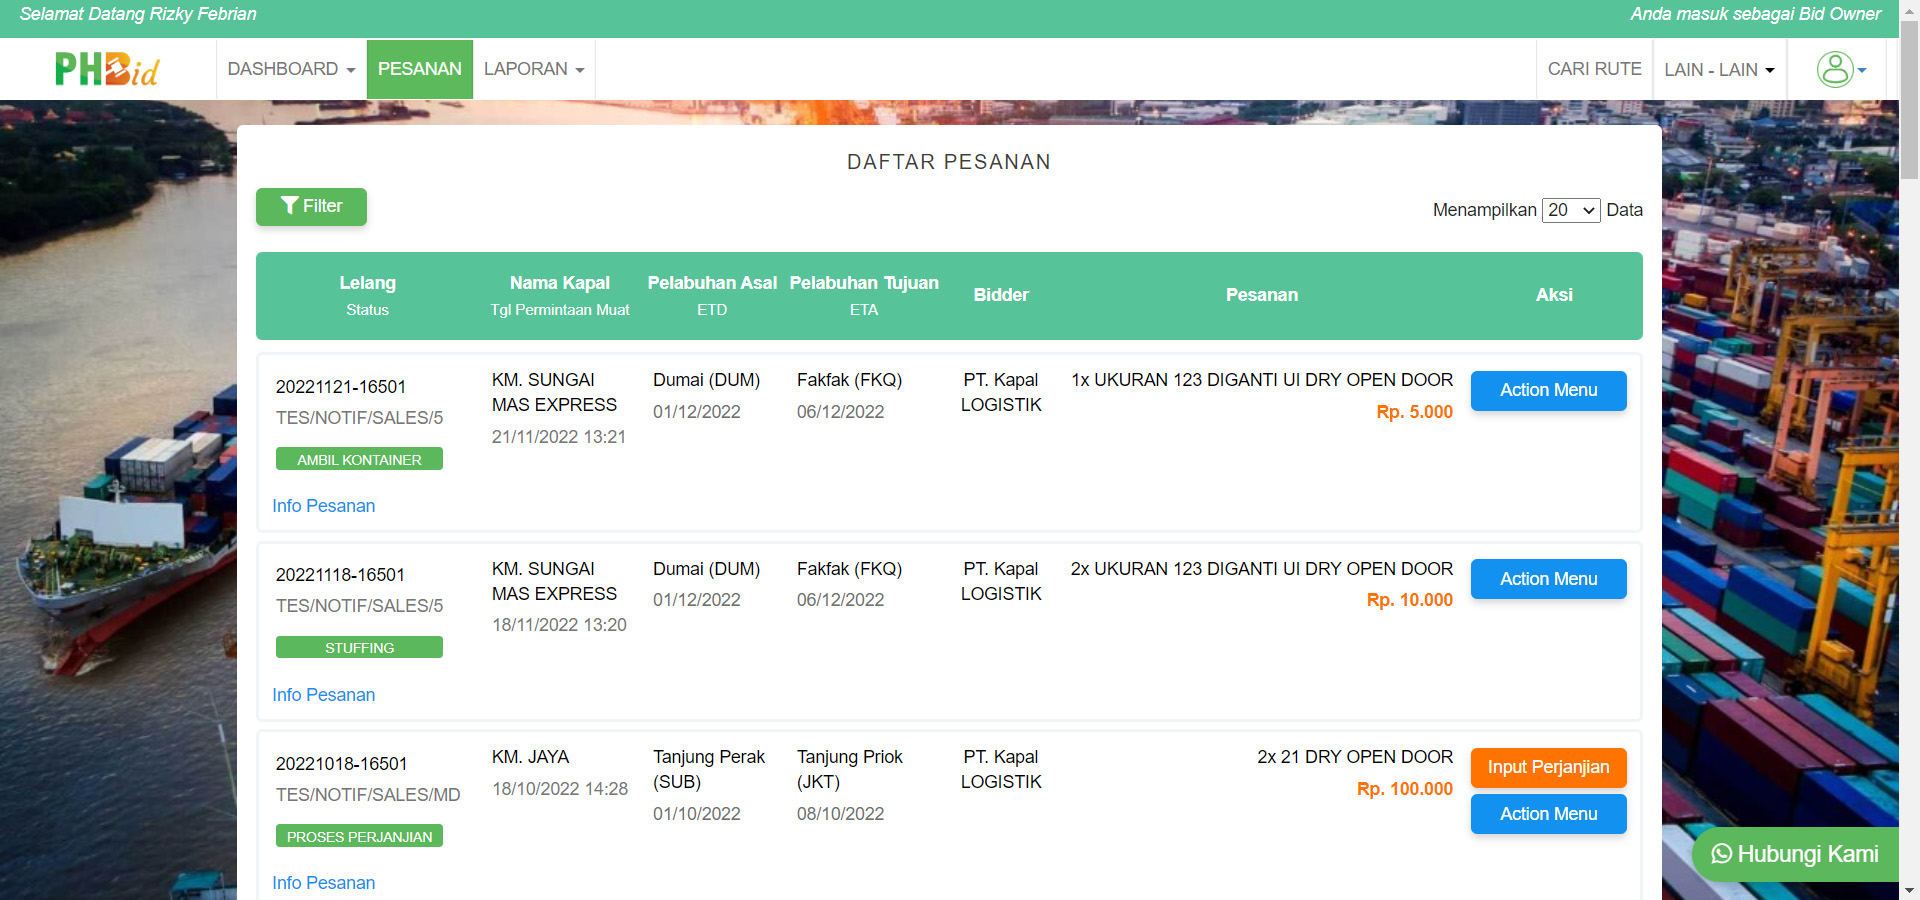 Selamat Datang Rizky Febrian
Anda masuk sebagai Bid Owner
PHBid
DASHBOARD
PESANAN
LAPORAN
CARI RUTE
LAIN - LAIN
DAFTAR PESANAN
Filter
Menampilkan 20 Data
Lelang
Status
Nama Kapal
Tgl Permintaan Muat
Pelabuhan Asal
ETD
Pelabuhan Tujuan
ETA
Bidder
Pesanan
Aksi
20221121-16501
TES/NOTIF/SALES/5
AMBIL KONTAINER
Info Pesanan
KM. SUNGAI
MAS EXPRESS
21/11/2022 13:21
Dumai (DUM)
01/12/2022
Fakfak (FKQ)
06/12/2022
PT. Kapal
LOGISTIK
1x UKURAN 123 DIGANTI UI DRY OPEN DOOR
Rp. 5.000
Action Menu
20221118-16501
TES/NOTIF/SALES/5
STUFFING
Info Pesanan
KM. SUNGAI
MAS EXPRESS
18/11/2022 13:20
Dumai (DUM)
01/12/2022
Fakfak (FKQ)
06/12/2022
PT. Kapal
LOGISTIK
2x UKURAN 123 DIGANTI UI DRY OPEN DOOR
Rp. 10.000
Action Menu
20221018-16501
TES/NOTIF/SALES/MD
PROSES PERJANJIAN
Info Pesanan
KM. JAYA
18/10/2022 14:28
Tanjung Perak
(SUB)
01/10/2022
Tanjung Priok
(JKT)
08/10/2022
PT. Kapal
LOGISTIK
2x 21 DRY OPEN DOOR
Rp. 100.000
Input Perjanjian
Action Menu
Hubungi Kami